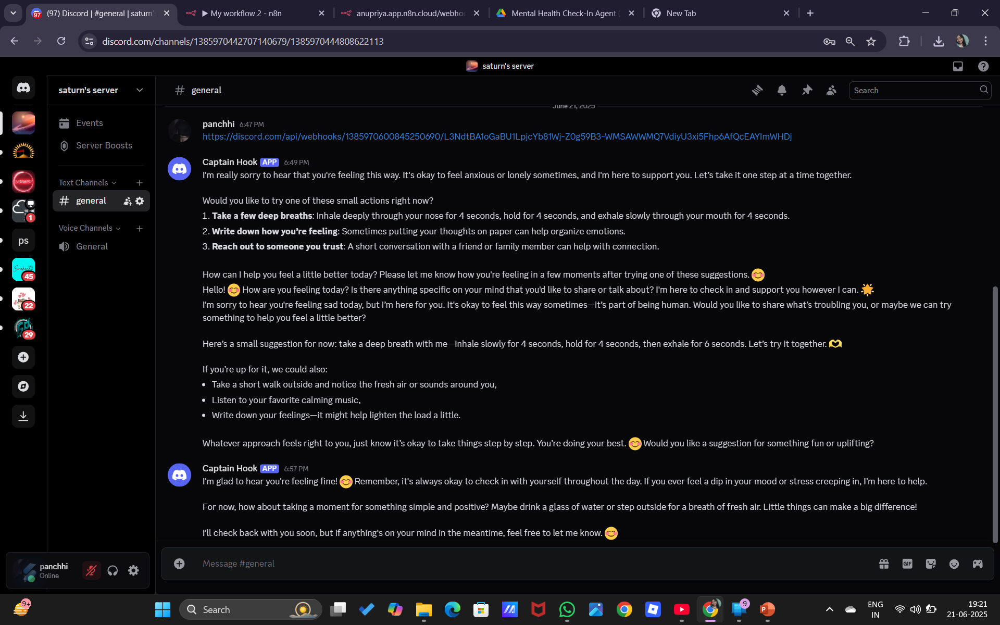 (97) Discord | #general | saturn's
My workflow 2 - n8n
anupriya.app.n8n.cloud/webho
Mental Health Check-In Agent (
New Tab
discord.com/channels/1385970442707140679/1385970444808622113
saturn's server
saturn's server
general
Search
Events
Server Boosts
Text Channels
general
Voice Channels
General
ps
1
45
22
29
June 21, 2025
panchhi 6:47 PM
https://discord.com/api/webhooks/1385970600845250690/L3NdtBA1oGaBU1LpjcYb81Wj-Z0g59B3-WMSAWWMQ7VdiyU3xi5Fhp6AfQcEAYImWHDj
Captain Hook APP 6:49 PM
I'm really sorry to hear that you're feeling this way. It's okay to feel anxious or lonely sometimes, and I'm here to support you. Let’s take it one step at a time together.
Would you like to try one of these small actions right now?
1. Take a few deep breaths: Inhale deeply through your nose for 4 seconds, hold for 4 seconds, and exhale slowly through your mouth for 4 seconds.
2. Write down how you’re feeling: Sometimes putting your thoughts on paper can help organize emotions.
3. Reach out to someone you trust: A short conversation with a friend or family member can help with connection.
How can I help you feel a little better today? Please let me know how you're feeling in a few moments after trying one of these suggestions. 😊
Hello! 😊 How are you feeling today? Is there anything specific on your mind that you'd like to share or talk about? I'm here to check in and support you however I can. 🌟
I'm sorry to hear you're feeling sad today, but I’m here for you. It's okay to feel this way sometimes—it’s part of being human. Would you like to share what’s troubling you, or maybe we can try
something to help you feel a little better?
Here’s a small suggestion for now: take a deep breath with me—inhale slowly for 4 seconds, hold for 4 seconds, then exhale for 6 seconds. Let’s try it together. 🫶
If you’re up for it, we could also:
• Take a short walk outside and notice the fresh air or sounds around you,
• Listen to your favorite calming music,
• Write down your feelings—it might help lighten the load a little.
Whatever approach feels right to you, just know it’s okay to take things step by step. You’re doing your best. 😊 Would you like a suggestion for something fun or uplifting?
Captain Hook APP 6:57 PM
I'm glad to hear you're feeling fine! 😊 Remember, it's always okay to check in with yourself throughout the day. If you ever feel a dip in your mood or stress creeping in, I’m here to help.
For now, how about taking a moment for something simple and positive? Maybe drink a glass of water or step outside for a breath of fresh air. Little things can make a big difference!
I'll check back with you soon, but if anything's on your mind in the meantime, feel free to let me know. 😊
Message #general
GIF
panchhi
Online
9+
Search
9
ENG
IN
19:21
21-06-2025